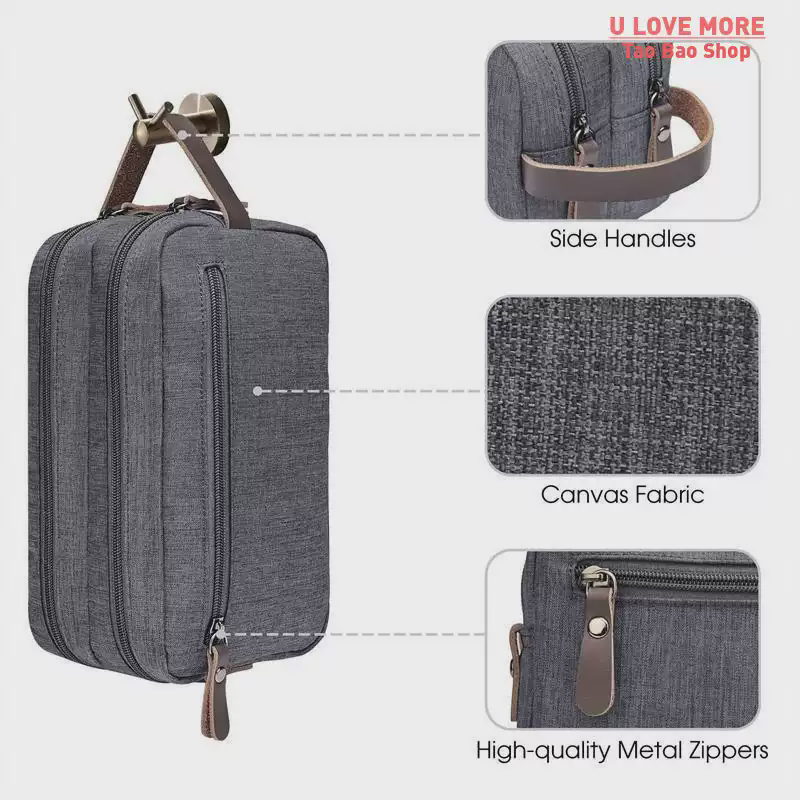 U LOVE MORE
Tao Bao Shop
Side Handles
Canvas Fabric
High-quality Metal Zippers